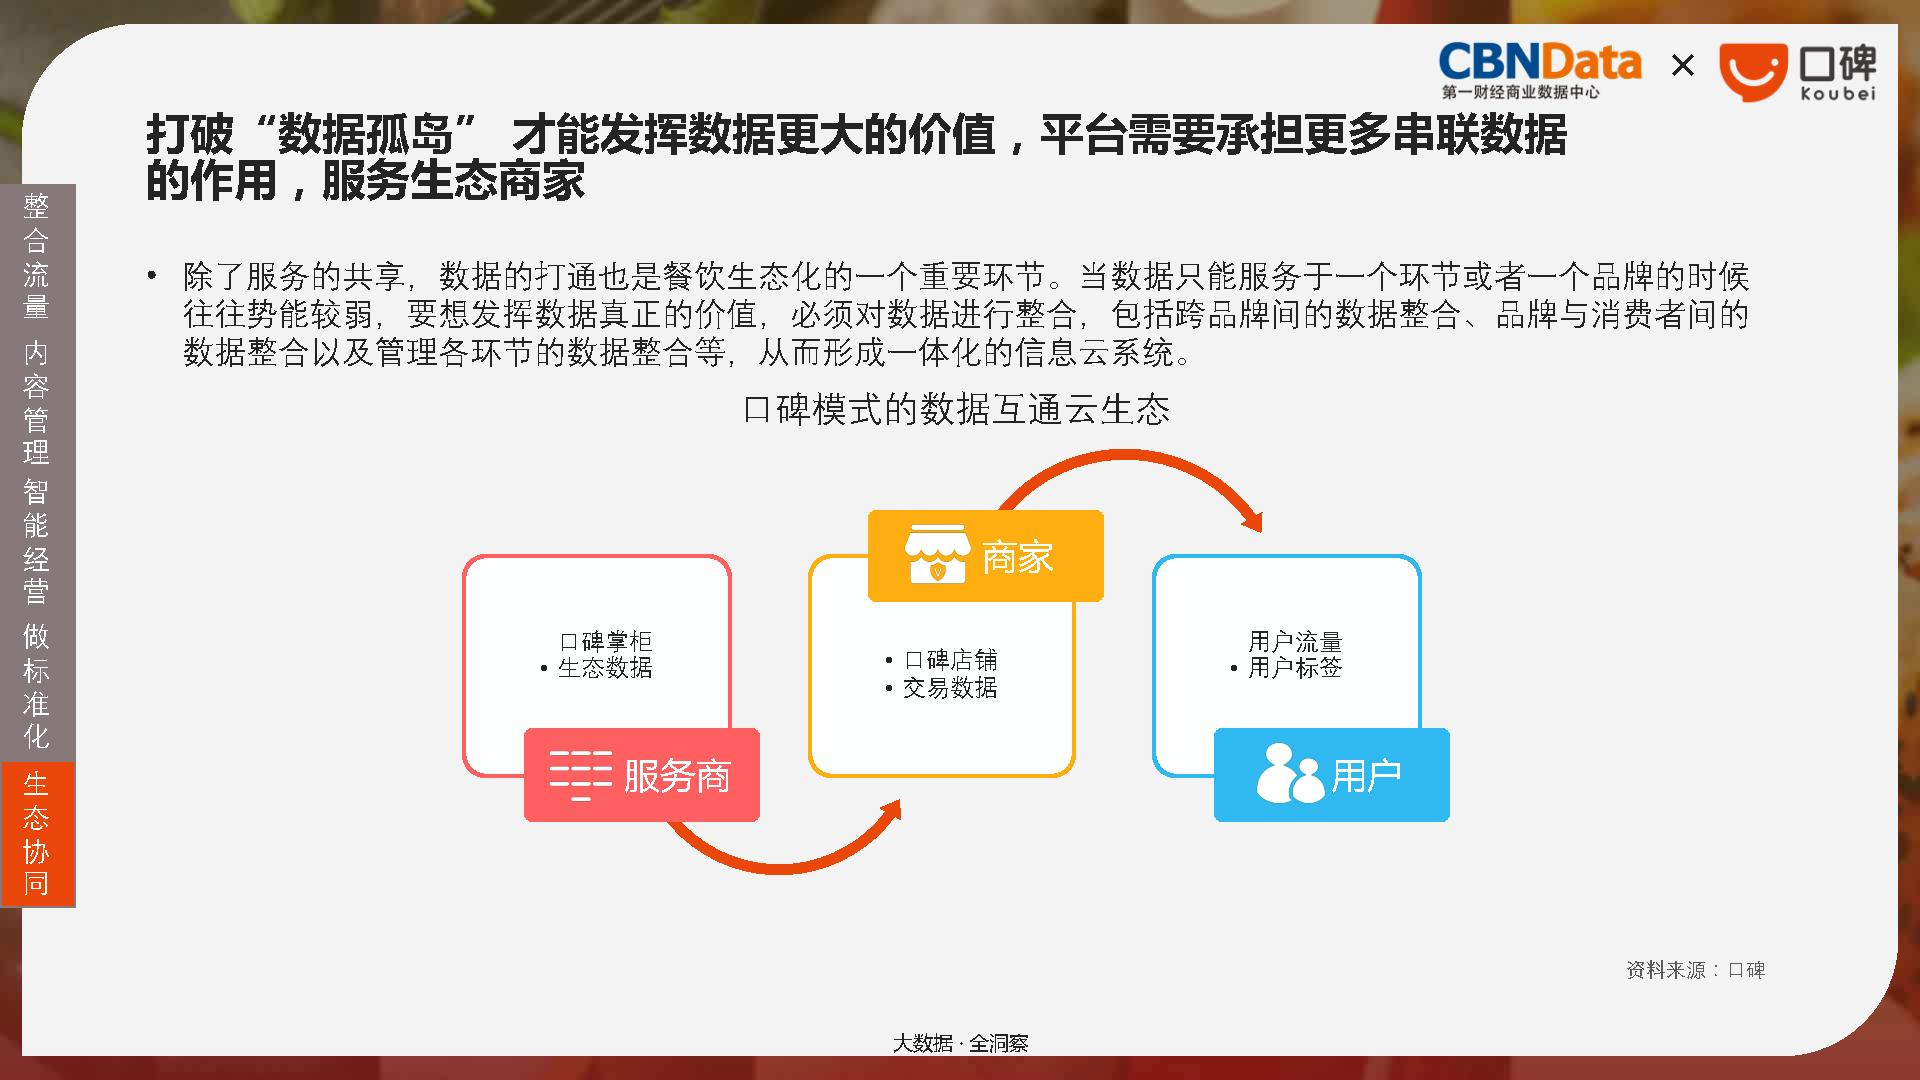 CBNData × 口碑
第一财经商业数据中心 Koubei
打破“数据孤岛” 才能发挥数据更大的价值，平台需要承担更多串联数据
的作用，服务生态商家
整合流量
内容管理
智能经营
做标准化
生态协同
• 除了服务的共享，数据的打通也是餐饮生态化的一个重要环节。当数据只能服务于一个环节或者一个品牌的时候
往往势能较弱，要想发挥数据真正的价值，必须对数据进行整合，包括跨品牌间的数据整合、品牌与消费者间的
数据整合以及管理各环节的数据整合等，从而形成一体化的信息云系统。
口碑模式的数据互通云生态
口碑掌柜
• 生态数据
服务商
商家
• 口碑店铺
• 交易数据
用户流量
• 用户标签
用户
资料来源：口碑
大数据·全洞察